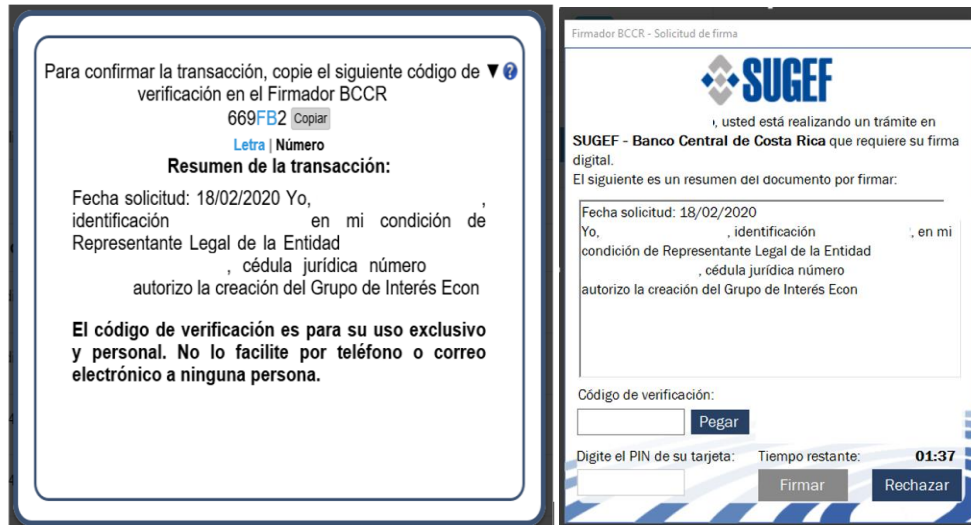 Para confirmar la transacción, copie el siguiente código de ▼ ?
verificación en el Firmador BCCR
669FB2 Copiar
Letra | Número
Resumen de la transacción:
Fecha solicitud: 18/02/2020 Yo, ,
identificación en mi condición de
Representante Legal de la Entidad
, cédula jurídica número
autorizo la creación del Grupo de Interés Econ
El código de verificación es para su uso exclusivo
y personal. No lo facilite por teléfono o correo
electrónico a ninguna persona.
Firmador BCCR - Solicitud de firma
SUGEF
, usted está realizando un trámite en
SUGEF - Banco Central de Costa Rica que requiere su firma
digital.
El siguiente es un resumen del documento por firmar:
Fecha solicitud: 18/02/2020
Yo, , identificación , en mi
condición de Representante Legal de la Entidad
, cédula jurídica número
autorizo la creación del Grupo de Interés Econ
Código de verificación:
Pegar
Digite el PIN de su tarjeta: Tiempo restante: 01:37
Firmar Rechazar